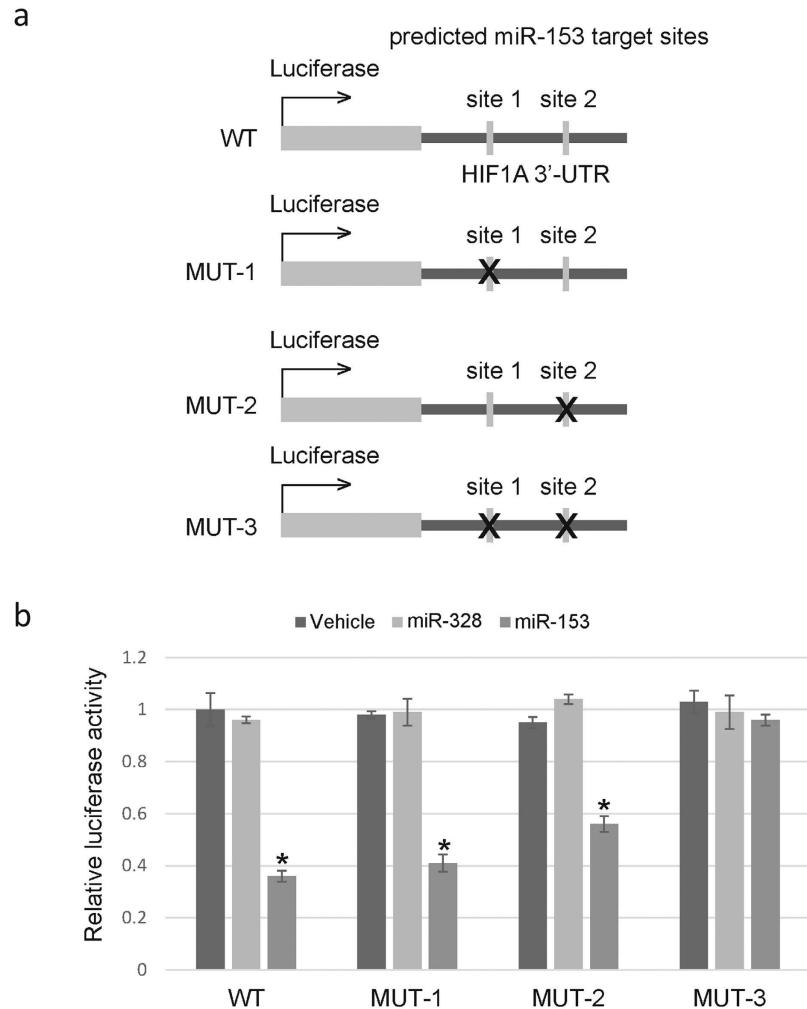 a
predicted miR-153 target sites
Luciferase
site 1 site 2
WT
HIF1A 3'-UTR
Luciferase
site 1 site 2
MUT-1
Luciferase
site 1 site 2
MUT-2
Luciferase
site 1 site 2
MUT-3
b
Vehicle miR-328 miR-153
Relative luciferase activity
1.2
1
0.8
0.6
0.4
0.2
0
* * *
WT MUT-1 MUT-2 MUT-3